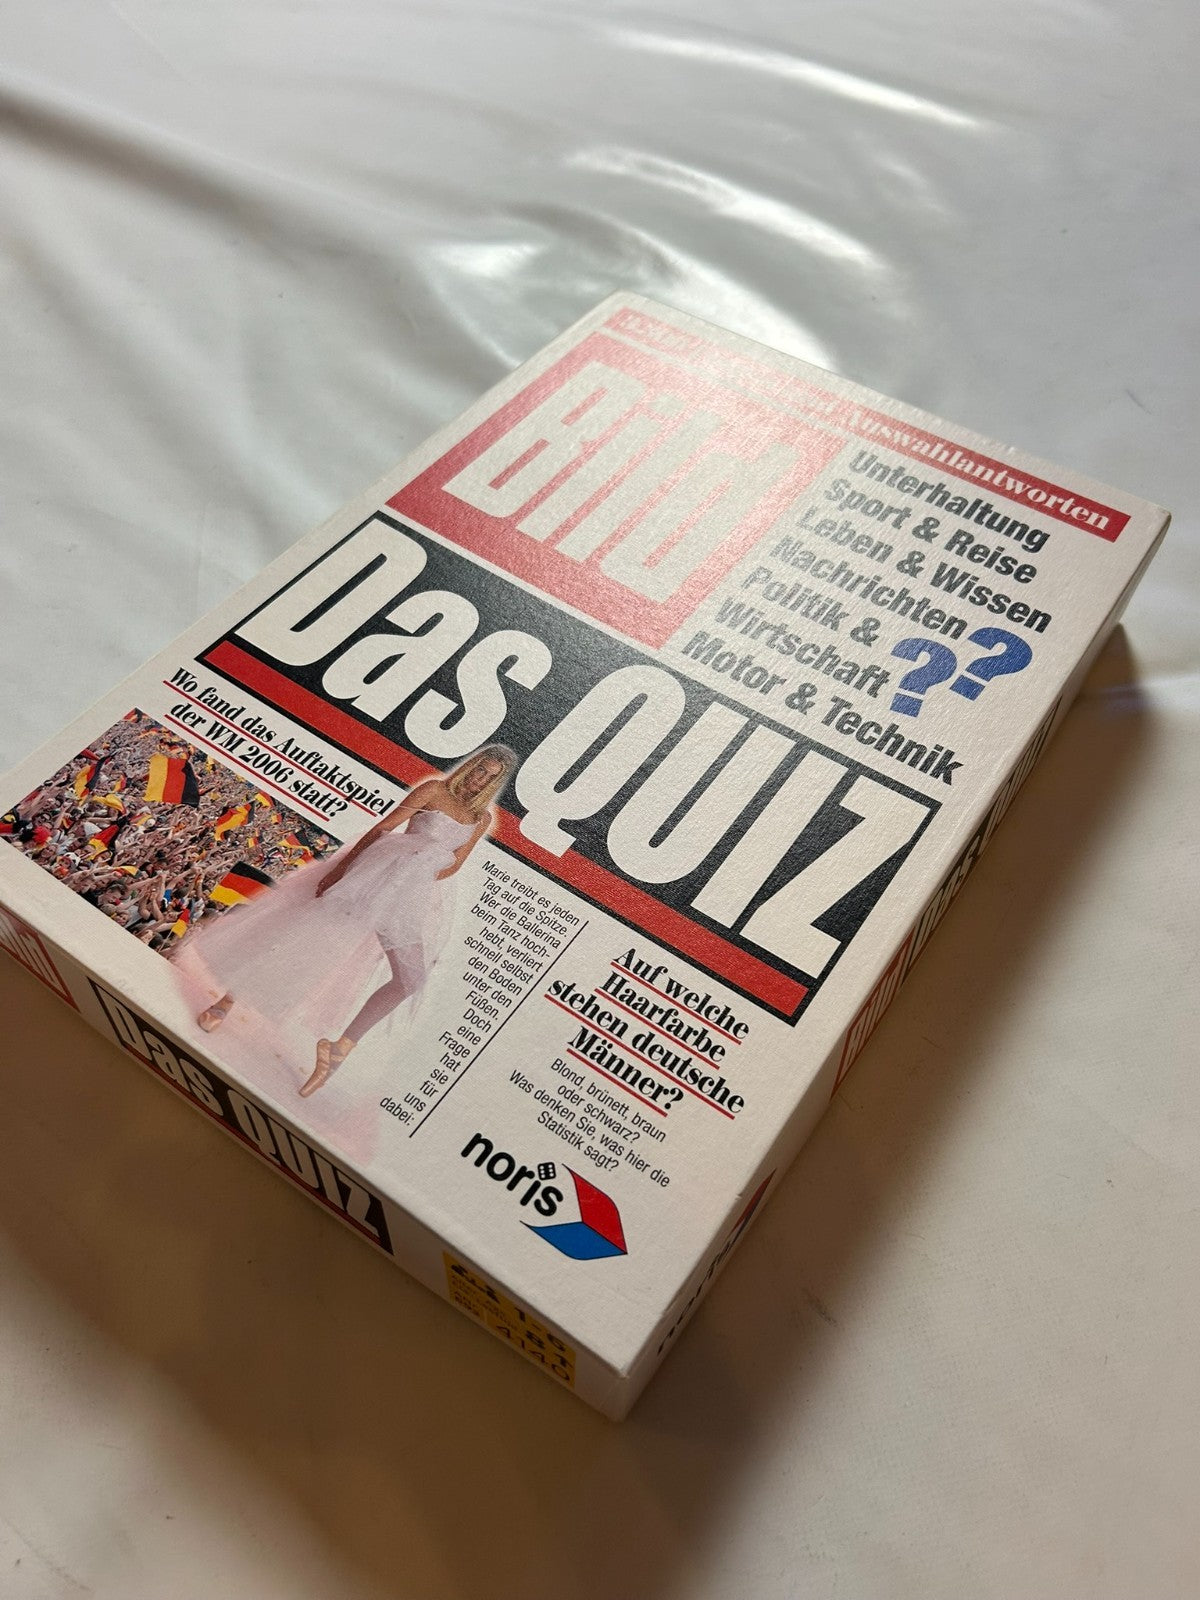 Auswahlantworten
Bild
Unterhaltung
Sport & Reise
Leben & Wissen
Nachrichten
Politik &
Wirtschaft
Motor & Technik
??
Das QUIZ
Wo fand das Auftaktspiel
der WM 2006 statt?
Marie treibt es jeden
Tag auf die Spitze.
Wer die Ballerina
beim Tanz hoch-
hebt, verliert
schnell selbst
den Boden
unter den
Füßen.
Doch
eine
Frage
hat
sie
für
uns
dabei:
Auf welche
Haarfarbe
stehen deutsche
Männer?
Blond, brünett, braun
oder schwarz?
Was denken Sie, was hier die
Statistik sagt?
noris
Das QUIZ
1-6
noris